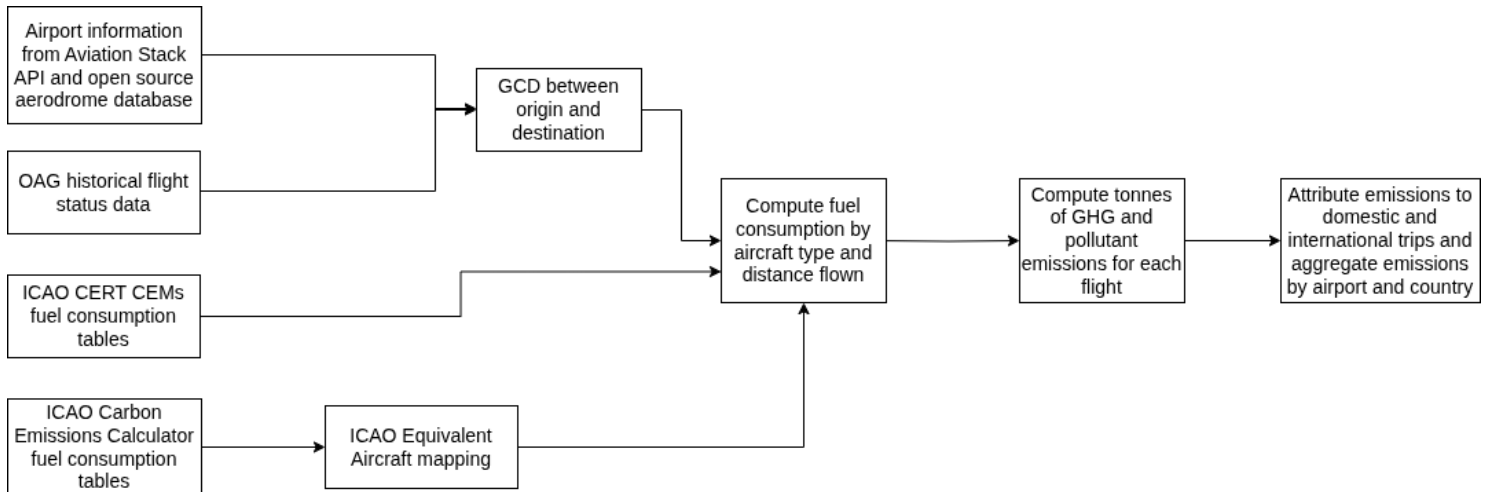 Airport information
from Aviation Stack
API and open source
aerodrome database
OAG historical flight
status data
ICAO CERT CEMs
fuel consumption
tables
ICAO Carbon
Emissions Calculator
fuel consumption
tables
ICAO Equivalent
Aircraft mapping
GCD between
origin and
destination
Compute fuel
consumption by
aircraft type and
distance flown
Compute tonnes
of GHG and
pollutant
emissions for each
flight
Attribute emissions to
domestic and
international trips and
aggregate emissions
by airport and country